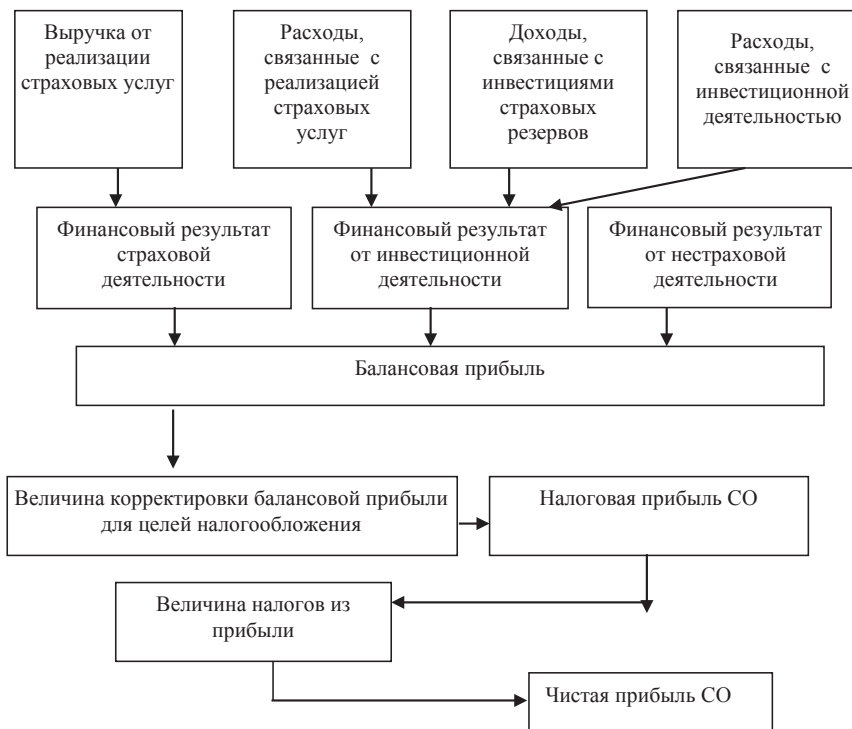 Выручка от
реализации
страховых услуг
Расходы,
связанные с
реализацией
страховых
услуг
Доходы,
связанные с
инвестициями
страховых
резервов
Расходы,
связанные с
инвестиционной
деятельностью
Финансовый результат
страховой
деятельности
Финансовый результат
от инвестиционной
деятельности
Финансовый результат
от нестраховой
деятельности
Балансовая прибыль
Величина корректировки балансовой прибыли
для целей налогообложения
Налоговая прибыль СО
Величина налогов из
прибыли
Чистая прибыль СО